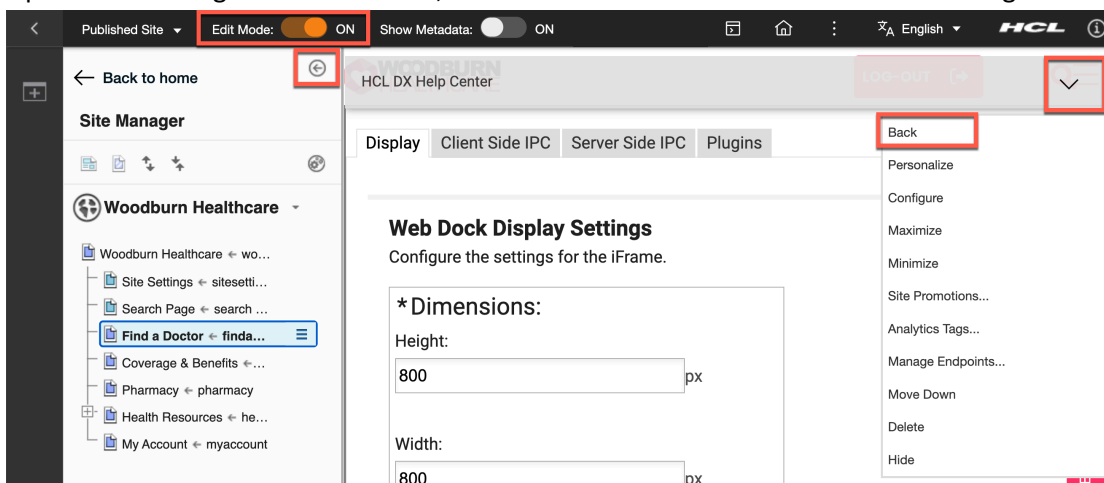 Published Site
Edit Mode: ON
Show Metadata: ON
English
HCL
Back to home
Site Manager
Woodburn Healthcare
Woodburn Healthcare ← wo...
Site Settings ← sitesetti...
Search Page ← search ...
Find a Doctor ← finda...
Coverage & Benefits ←...
Pharmacy ← pharmacy
Health Resources ← he...
My Account ← myaccount
WOODBURN
LOG-OUT
HCL DX Help Center
Display Client Side IPC Server Side IPC Plugins
Web Dock Display Settings
Configure the settings for the iFrame.
*Dimensions:
Height:
800 px
Width:
800 px
Back
Personalize
Configure
Maximize
Minimize
Site Promotions...
Analytics Tags...
Manage Endpoints...
Move Down
Delete
Hide